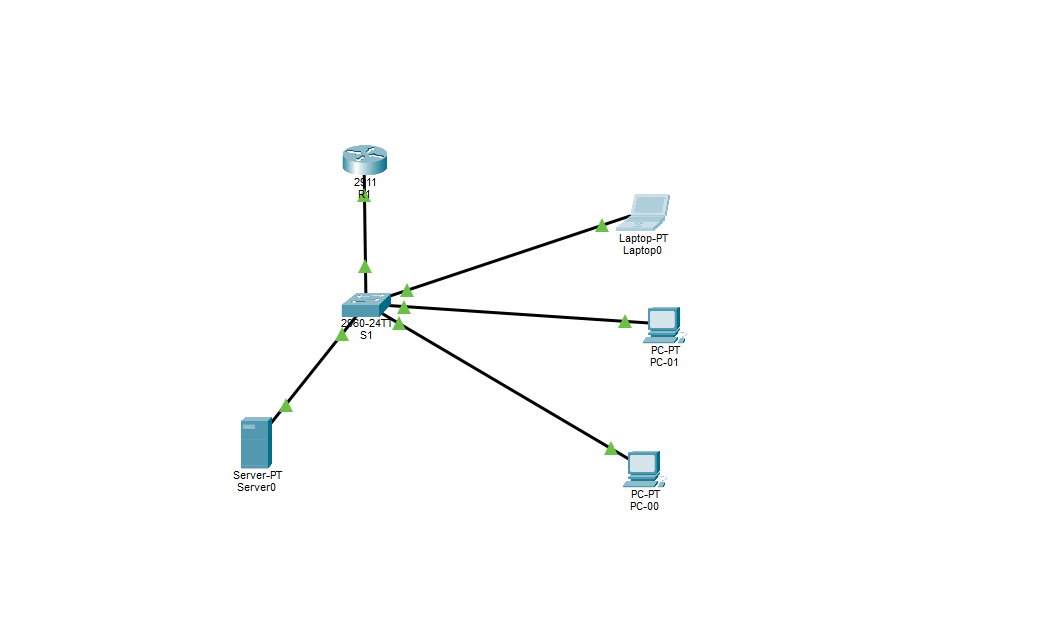 2911
R1
Laptop-PT
Laptop0
2960-24TT
S1
PC-PT
PC-01
Server-PT
Server0
PC-PT
PC-00